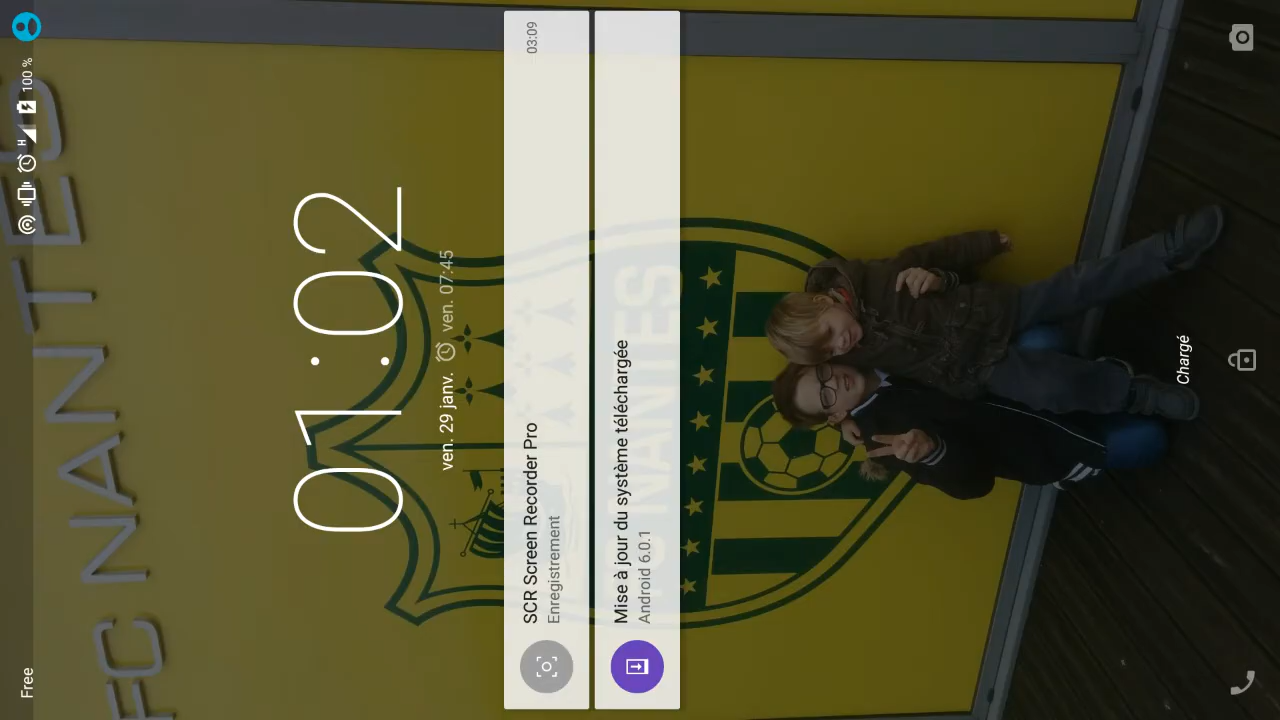 Free
H
100 %
01:02
ven. 29 janv.
ven. 07:45
SCR Screen Recorder Pro
03:09
Enregistrement
Mise à jour du système téléchargée
Android 6.0.1
FC NANTES
NANTES
Chargé